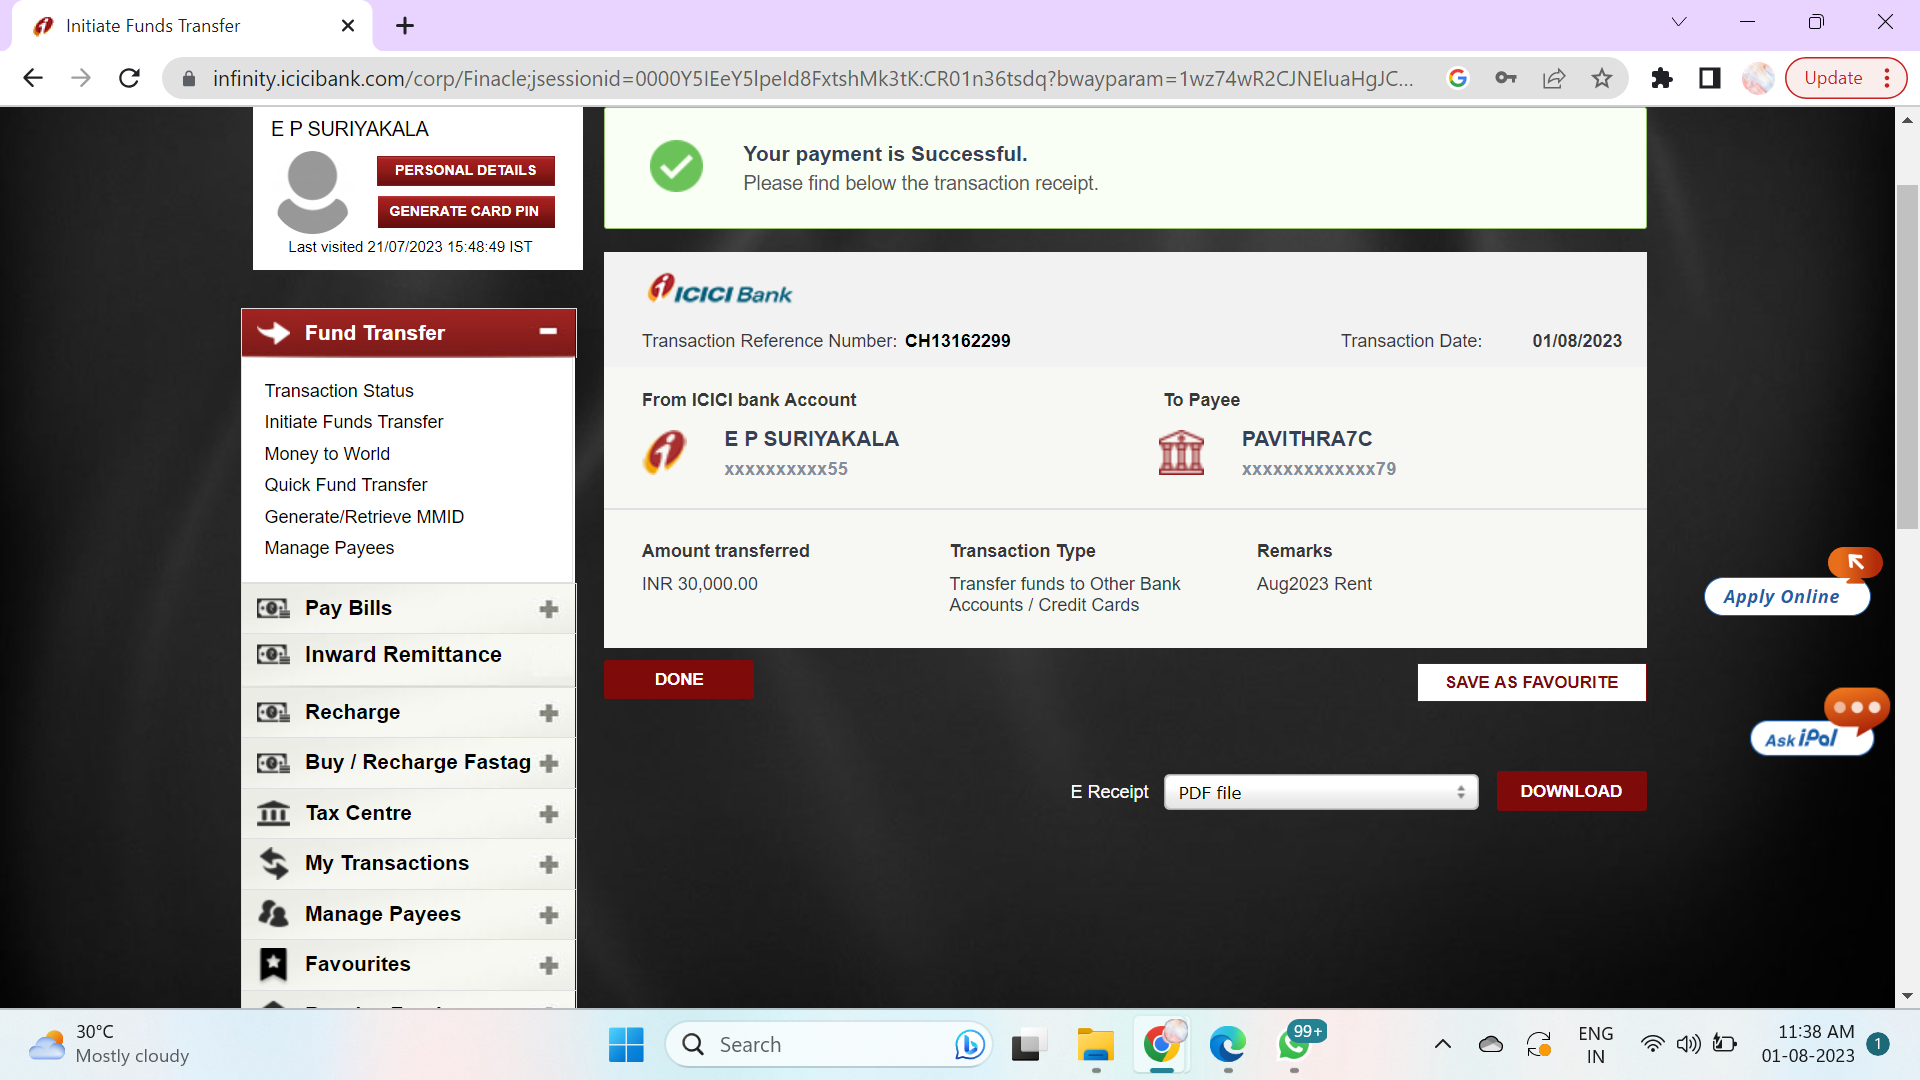 Initiate Funds Transfer
infinity.icicibank.com/corp/Finacle;jsessionid=0000Y5IEeY5lpeld8FxtshMk3tK:CR01n36tsdq?bwayparam=1wz74wR2CJNEluaHgJC...
Update
E P SURIYAKALA
PERSONAL DETAILS
GENERATE CARD PIN
Last visited 21/07/2023 15:48:49 IST
Your payment is Successful.
Please find below the transaction receipt.
ICICI Bank
Transaction Reference Number: CH13162299
Transaction Date: 01/08/2023
From ICICI bank Account
E P SURIYAKALA
xxxxxxxxxx55
To Payee
PAVITHRA7C
xxxxxxxxxxxxx79
Amount transferred
INR 30,000.00
Transaction Type
Transfer funds to Other Bank
Accounts / Credit Cards
Remarks
Aug2023 Rent
DONE
SAVE AS FAVOURITE
E Receipt
PDF file
DOWNLOAD
Fund Transfer
Transaction Status
Initiate Funds Transfer
Money to World
Quick Fund Transfer
Generate/Retrieve MMID
Manage Payees
Pay Bills
Inward Remittance
Recharge
Buy / Recharge Fastag
Tax Centre
My Transactions
Manage Payees
Favourites
Apply Online
Ask iPal
30°C
Mostly cloudy
Search
99+
ENG
IN
11:38 AM
01-08-2023
1